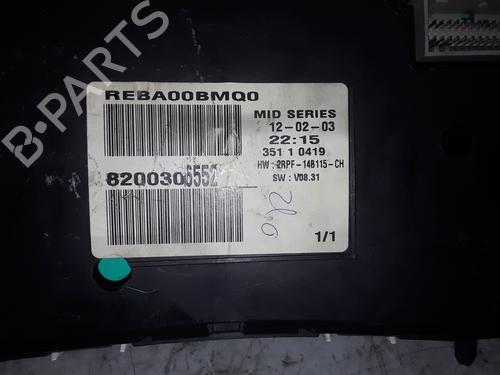 REBA00BMQ0
MID SERIES
12-02-03
22:15
351 1 0419
HW : 2RPF-14B115-CH
SW : V08.31
8200306552
1/1